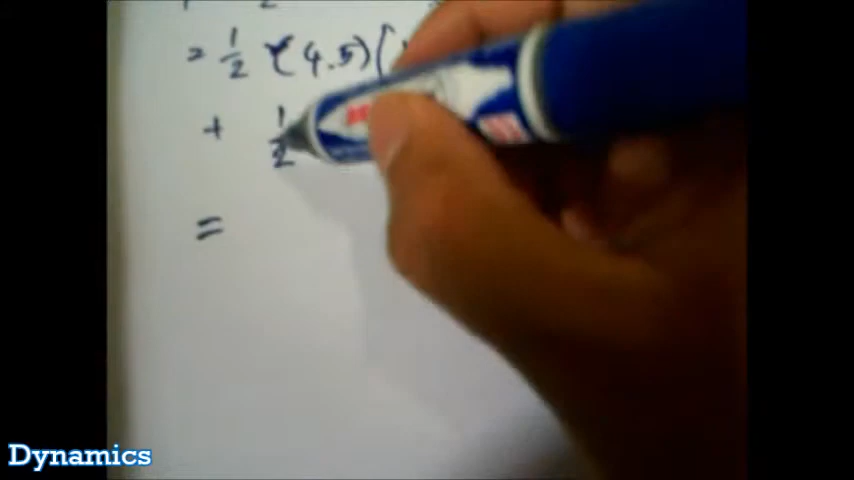 = 1/2 (4.5)(
+ 1/2
=
Dynamics